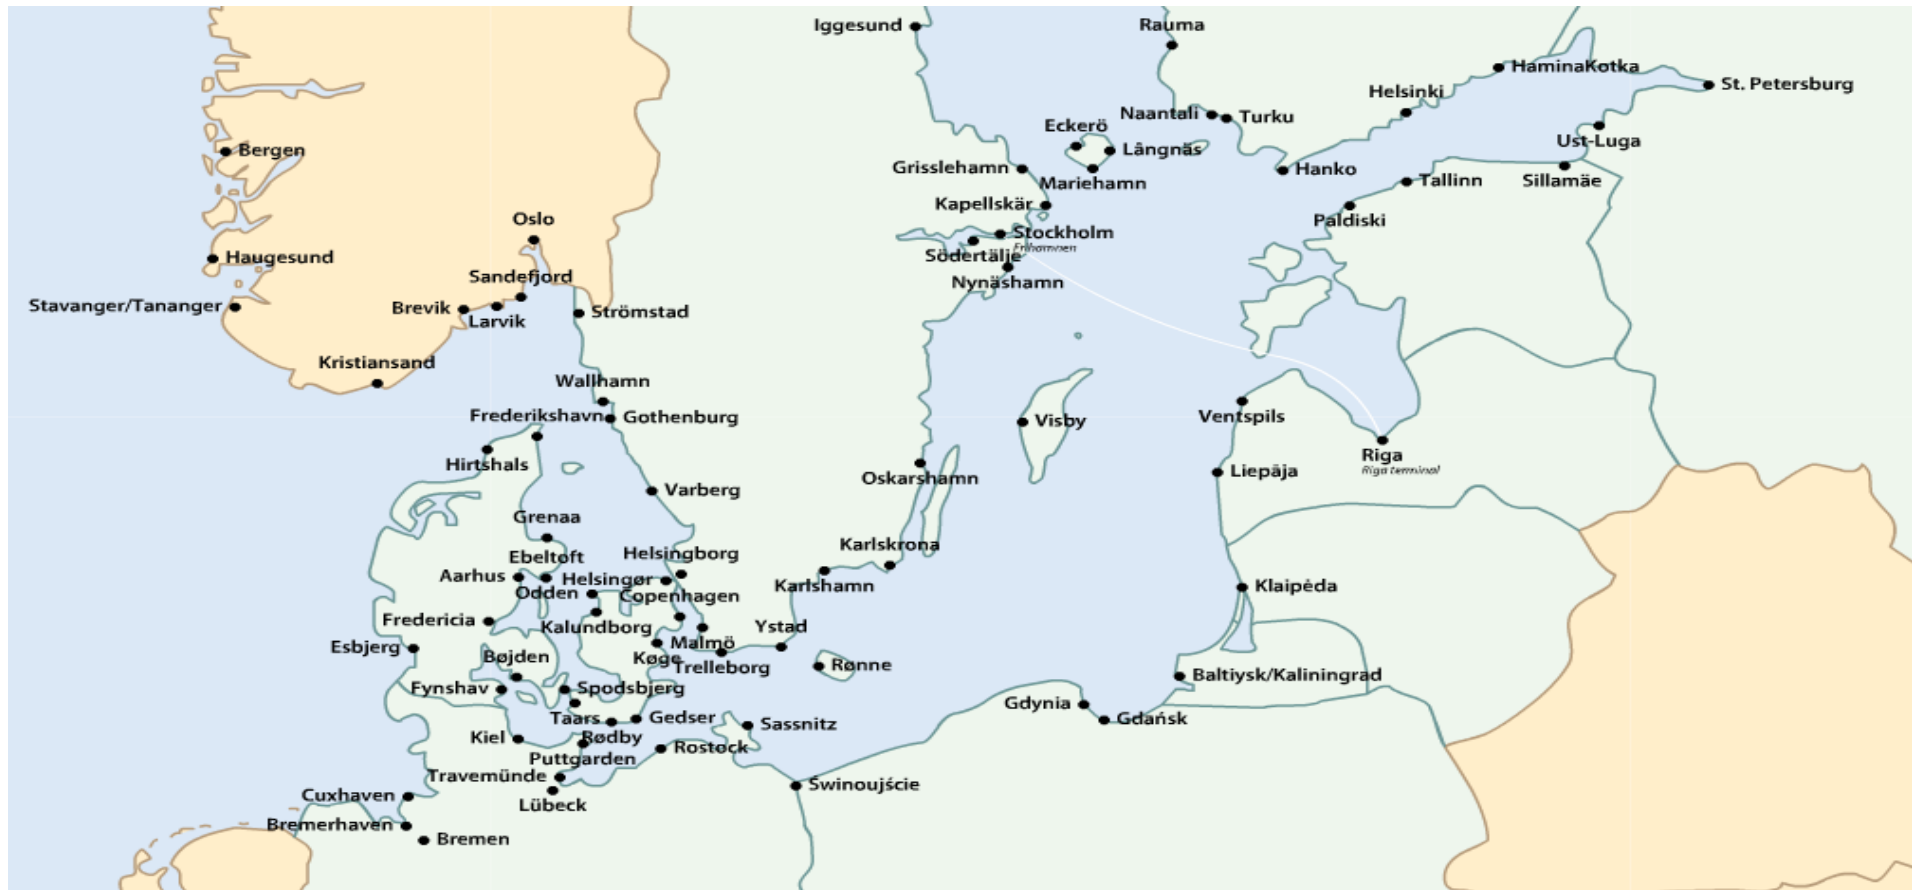 Iggesund
Rauma
HaminaKotka
St. Petersburg
Helsinki
Naantali
Turku
Eckerö
Långnäs
Ust-Luga
Bergen
Grisslehamn
Mariehamn
Hanko
Tallinn
Sillamäe
Kapellskär
Paldiski
Oslo
Stockholm
Frihamnen
Södertälje
Haugesund
Sandefjord
Nynäshamn
Stavanger/Tananger
Brevik
Larvik
Strömstad
Kristiansand
Wallhamn
Frederikshavn
Gothenburg
Visby
Ventspils
Riga
Riga terminal
Hirtshals
Liepāja
Oskarshamn
Varberg
Grenaa
Karlskrona
Ebeltoft
Helsingborg
Aarhus
Helsingør
Karlshamn
Klaipėda
Odden
Copenhagen
Fredericia
Kalundborg
Ystad
Malmö
Esbjerg
Bøjden
Køge
Trelleborg
Rønne
Baltiysk/Kaliningrad
Fynshav
Spodsbjerg
Gdynia
Taars
Gedser
Gdańsk
Sassnitz
Kiel
Rødby
Rostock
Puttgarden
Travemünde
Świnoujście
Cuxhaven
Lübeck
Bremerhaven
Bremen